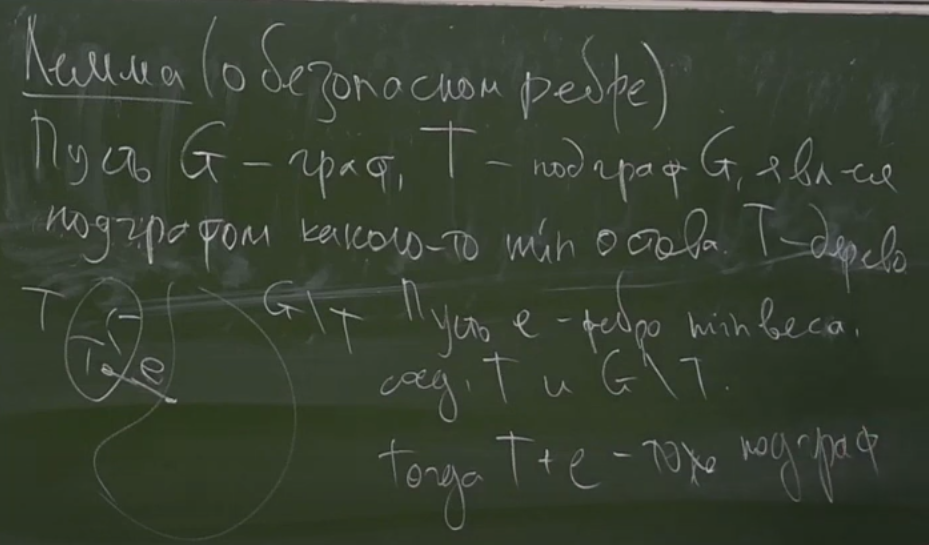 Лемма (о безопасном ребре)
Пусть G – граф, T – подграф G, явл-ся
подграфом какого-то min остова. T – дерево
T G\T Пусть e – ребро min веса,
T e соед. T и G\T.
тогда T+e – тоже подграф